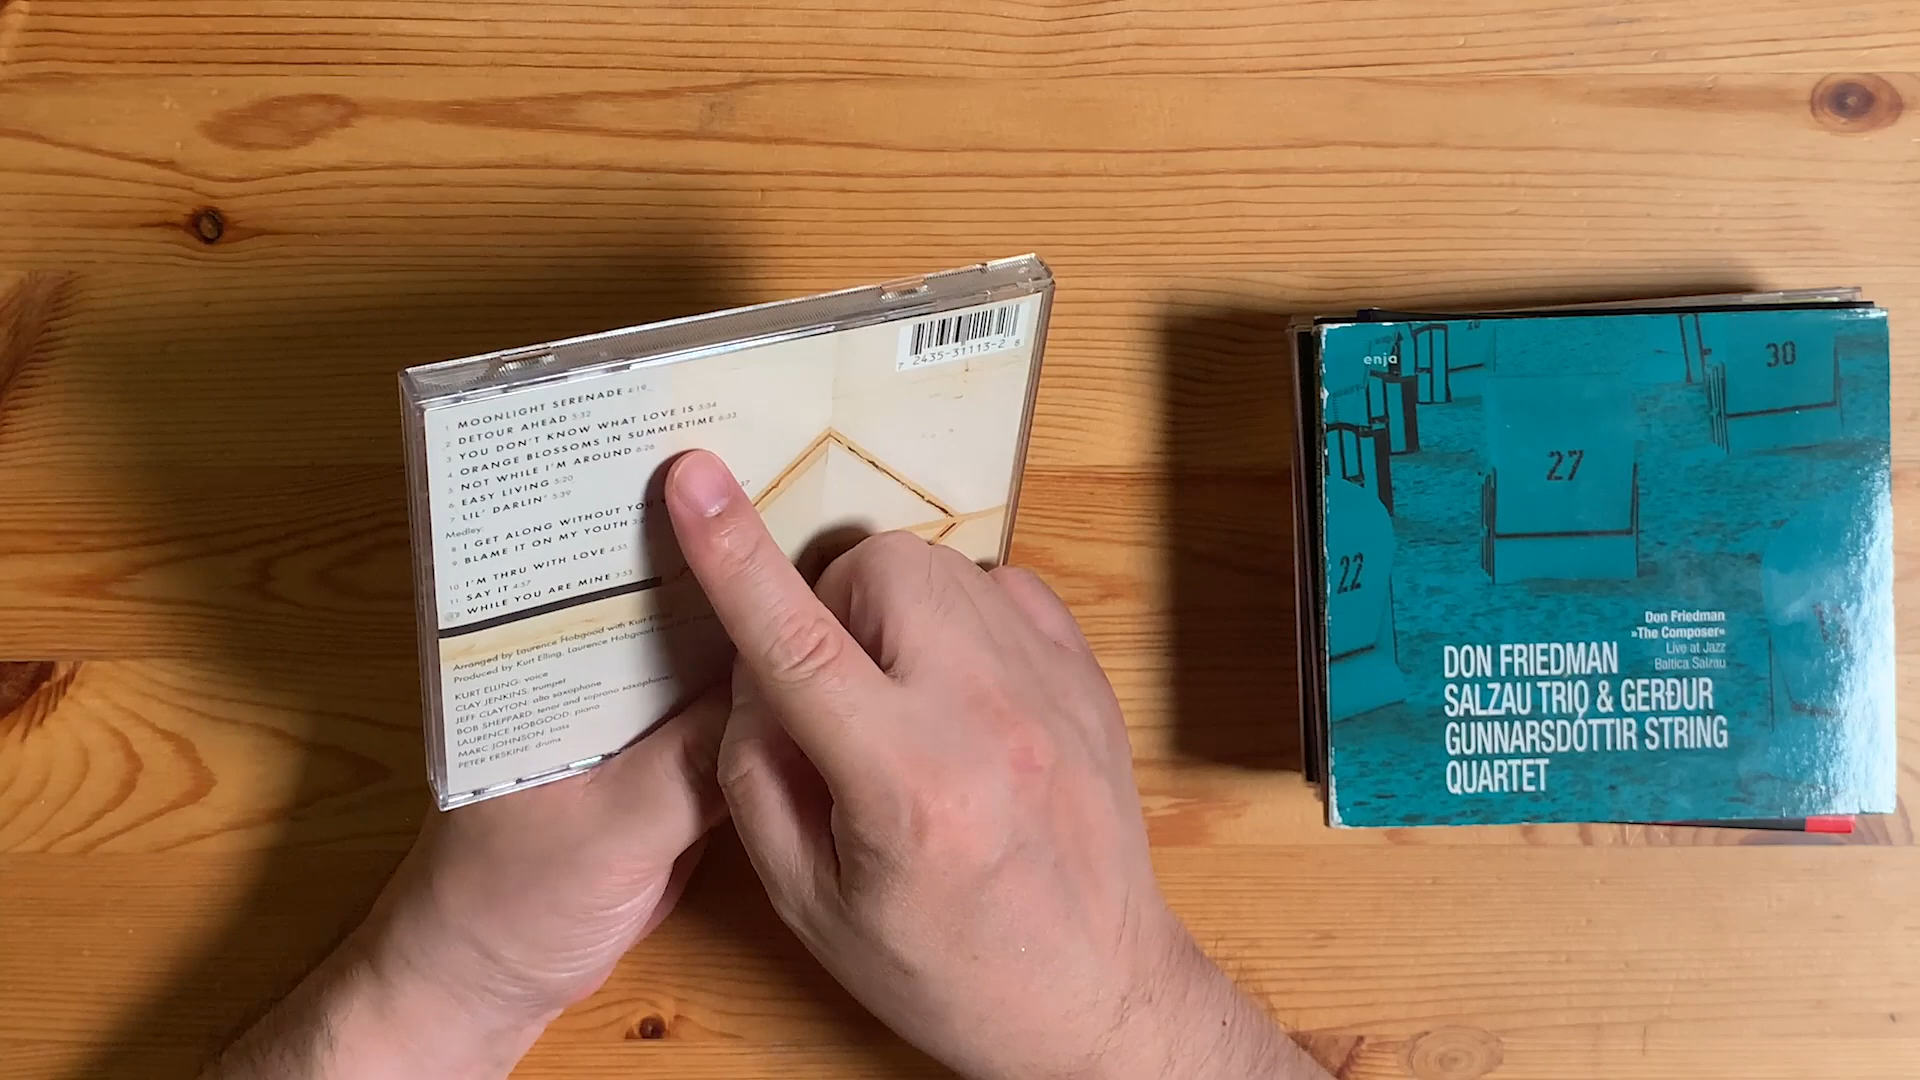 1 MOONLIGHT SERENADE 4:19
2 DETOUR AHEAD 5:32
3 YOU DON'T KNOW WHAT LOVE IS 5:54
4 ORANGE BLOSSOMS IN SUMMERTIME 6:33
5 NOT WHILE I'M AROUND 6:26
6 EASY LIVING 5:20
7 LIL' DARLIN' 5:39
Medley:
8 I GET ALONG WITHOUT YOU
9 BLAME IT ON MY YOUTH
10 I'M THRU WITH LOVE 4:55
11 SAY IT 4:57
WHILE YOU ARE MINE 3:53
Arranged by Laurence Hobgood with Kurt Elling
Produced by Kurt Elling, Laurence Hobgood
KURT ELLING: voice
CLAY JENKINS: trumpet
JEFF CLAYTON: alto saxophone
BOB SHEPPARD: tenor and soprano saxophone
LAURENCE HOBGOOD: piano
MARC JOHNSON: bass
PETER ERSKINE: drums
7 2435-31113-2 8
enja
30
27
22
Don Friedman
»The Composer«
Live at Jazz
Baltica Salzau
DON FRIEDMAN
SALZAU TRIO & GERÐUR
GUNNARSDÓTTIR STRING
QUARTET